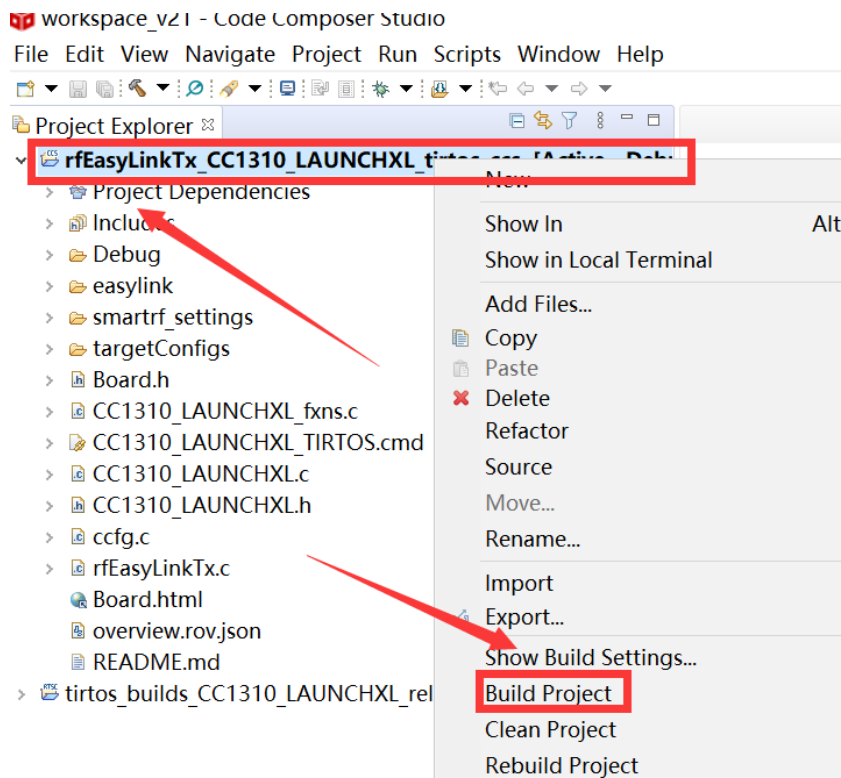 workspace_v21 - Code Composer Studio
File Edit View Navigate Project Run Scripts Window Help
Project Explorer
rfEasyLinkTx_CC1310_LAUNCHXL_tirtos_ccs [Active - Debu
New
Project Dependencies
Includes
Show In Alt
Debug
Show in Local Terminal
easylink
Add Files...
smartrf_settings
Copy
targetConfigs
Paste
Board.h
Delete
CC1310_LAUNCHXL_fxns.c
Refactor
CC1310_LAUNCHXL_TIRTOS.cmd
Source
CC1310_LAUNCHXL.c
Move...
CC1310_LAUNCHXL.h
Rename...
ccfg.c
rfEasyLinkTx.c
Import
Board.html
Export...
overview.rov.json
Show Build Settings...
README.md
Build Project
tirtos_builds_CC1310_LAUNCHXL_rel
Clean Project
Rebuild Project